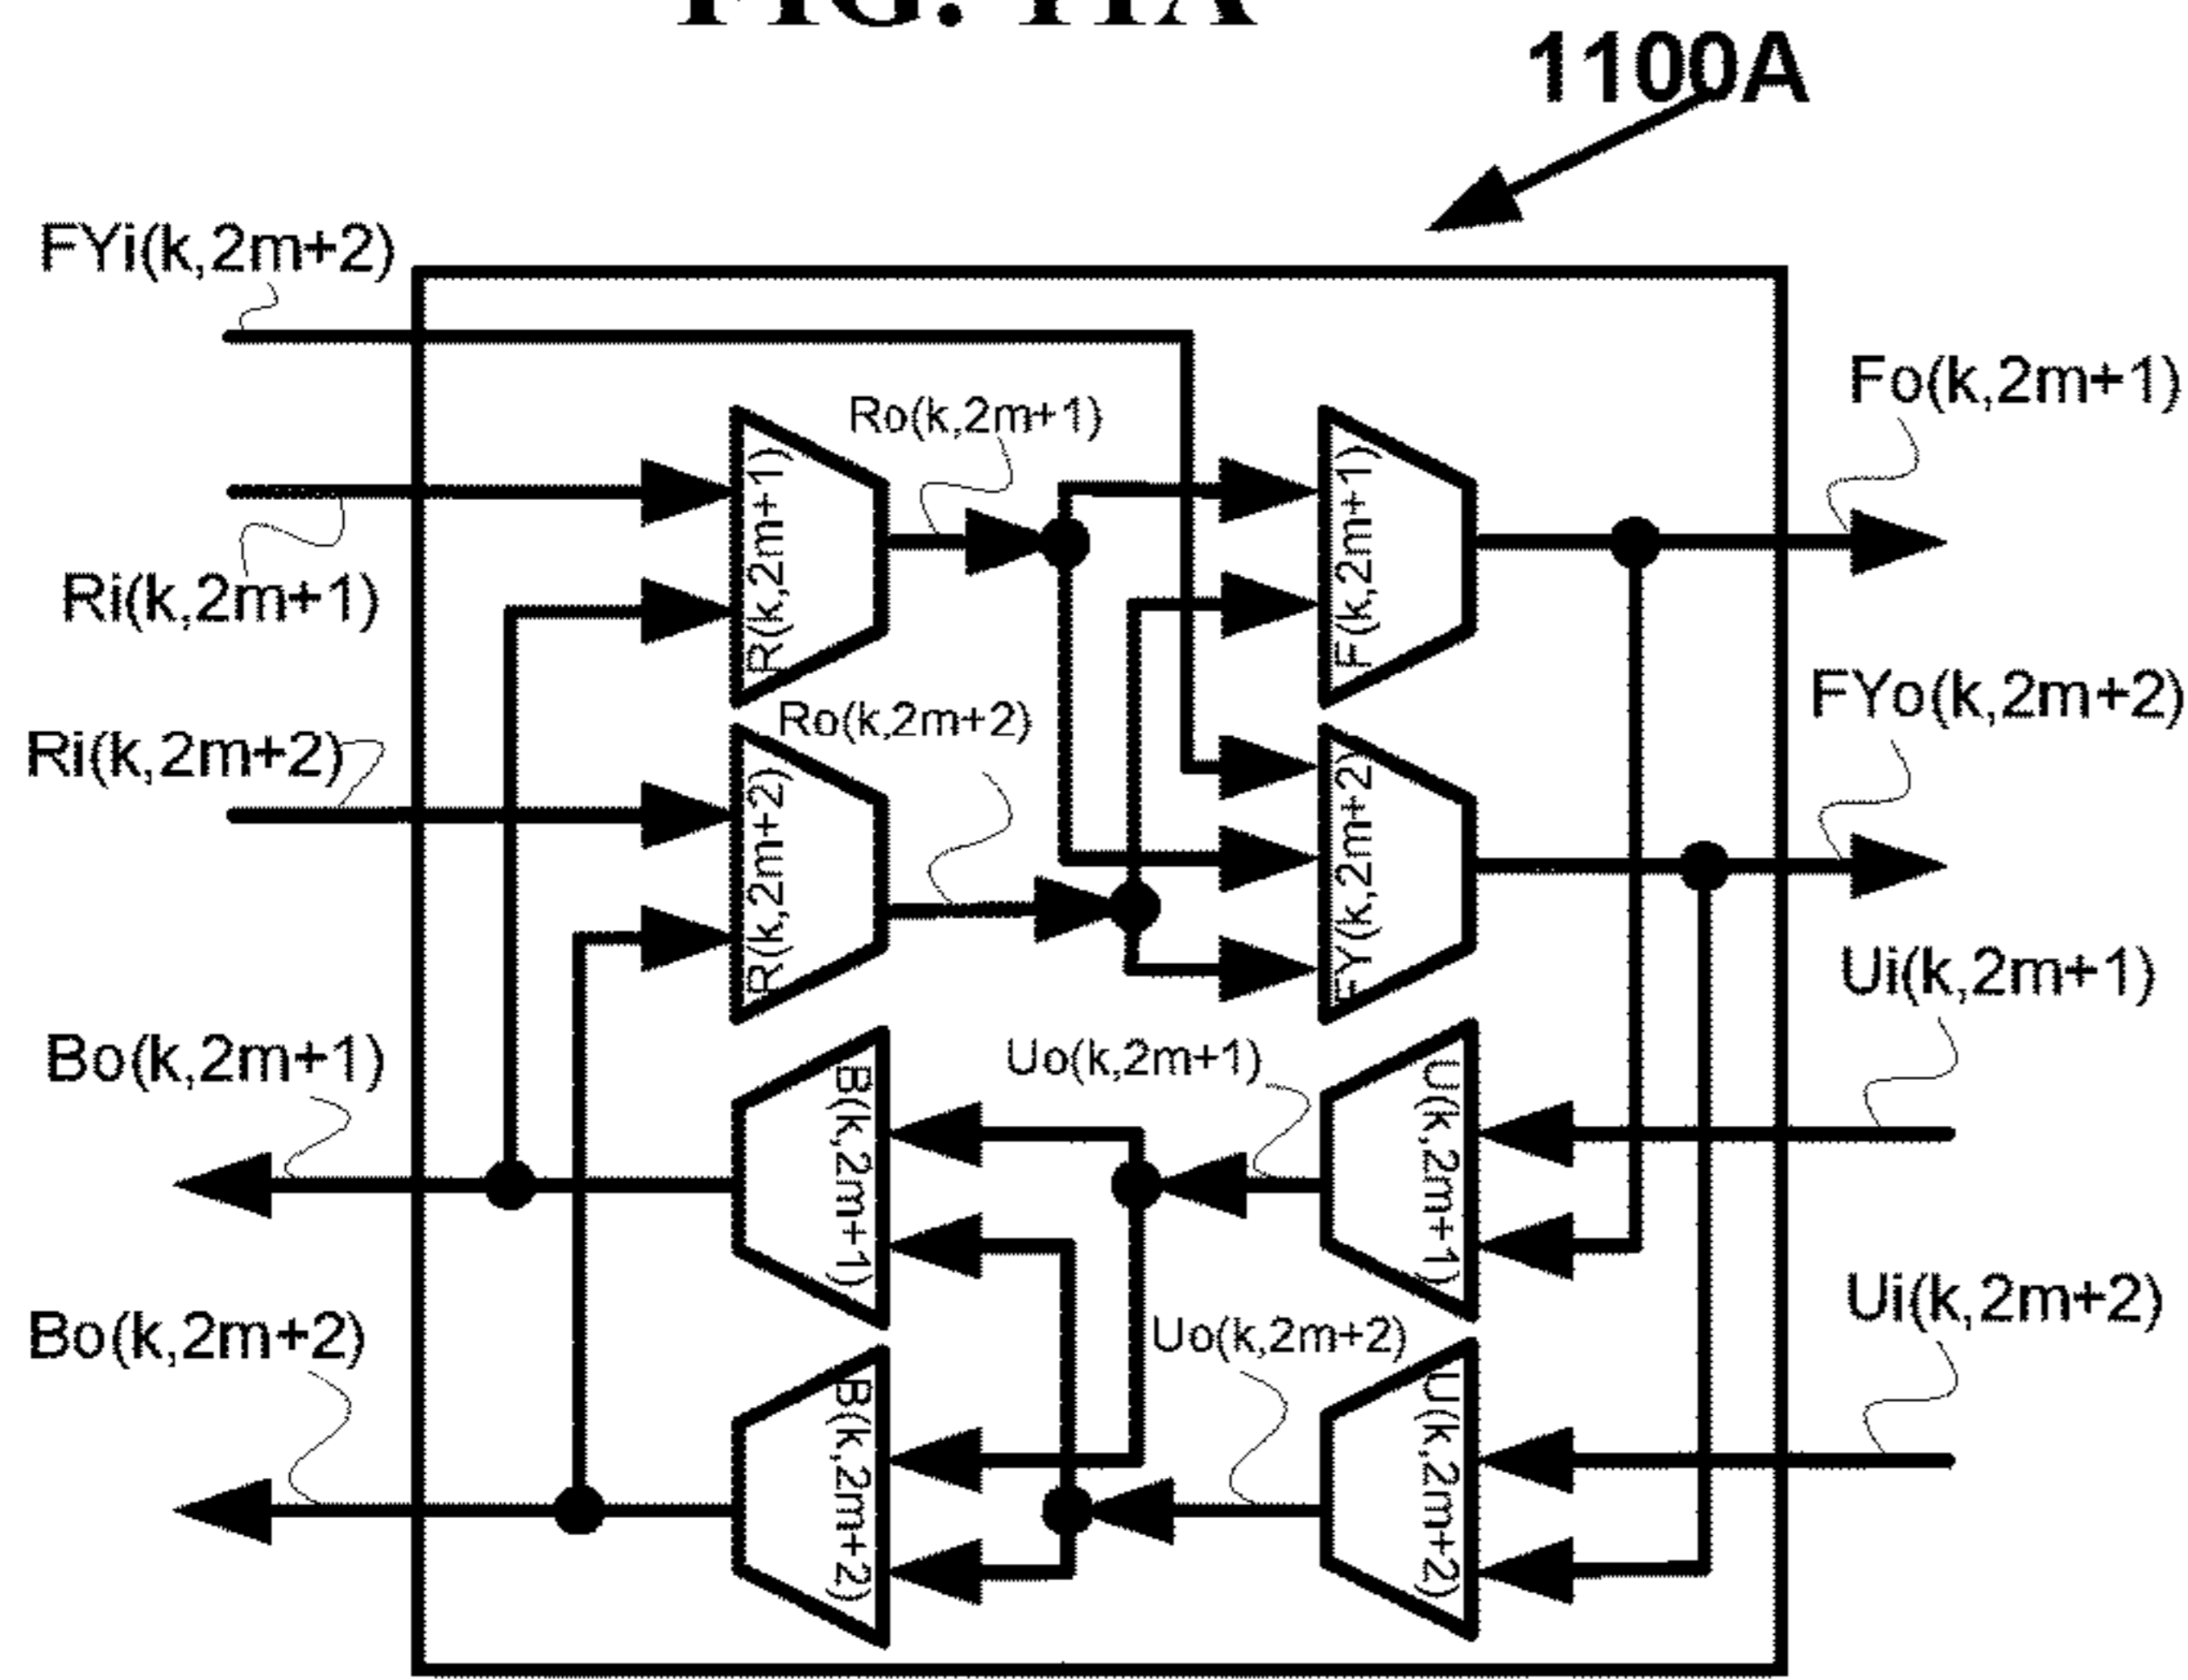 FIG. 11A
1100A
FYi(k,2m+2)
Fo(k,2m+1)
Ro(k,2m+1)
R(k,2m+1)
F(k,2m+1)
Ri(k,2m+1)
FYo(k,2m+2)
Ro(k,2m+2)
Ri(k,2m+2)
R(k,2m+2)
FY(k,2m+2)
Ui(k,2m+1)
Bo(k,2m+1)
Uo(k,2m+1)
B(k,2m+1)
U(k,2m+1)
Ui(k,2m+2)
Bo(k,2m+2)
Uo(k,2m+2)
B(k,2m+2)
U(k,2m+2)